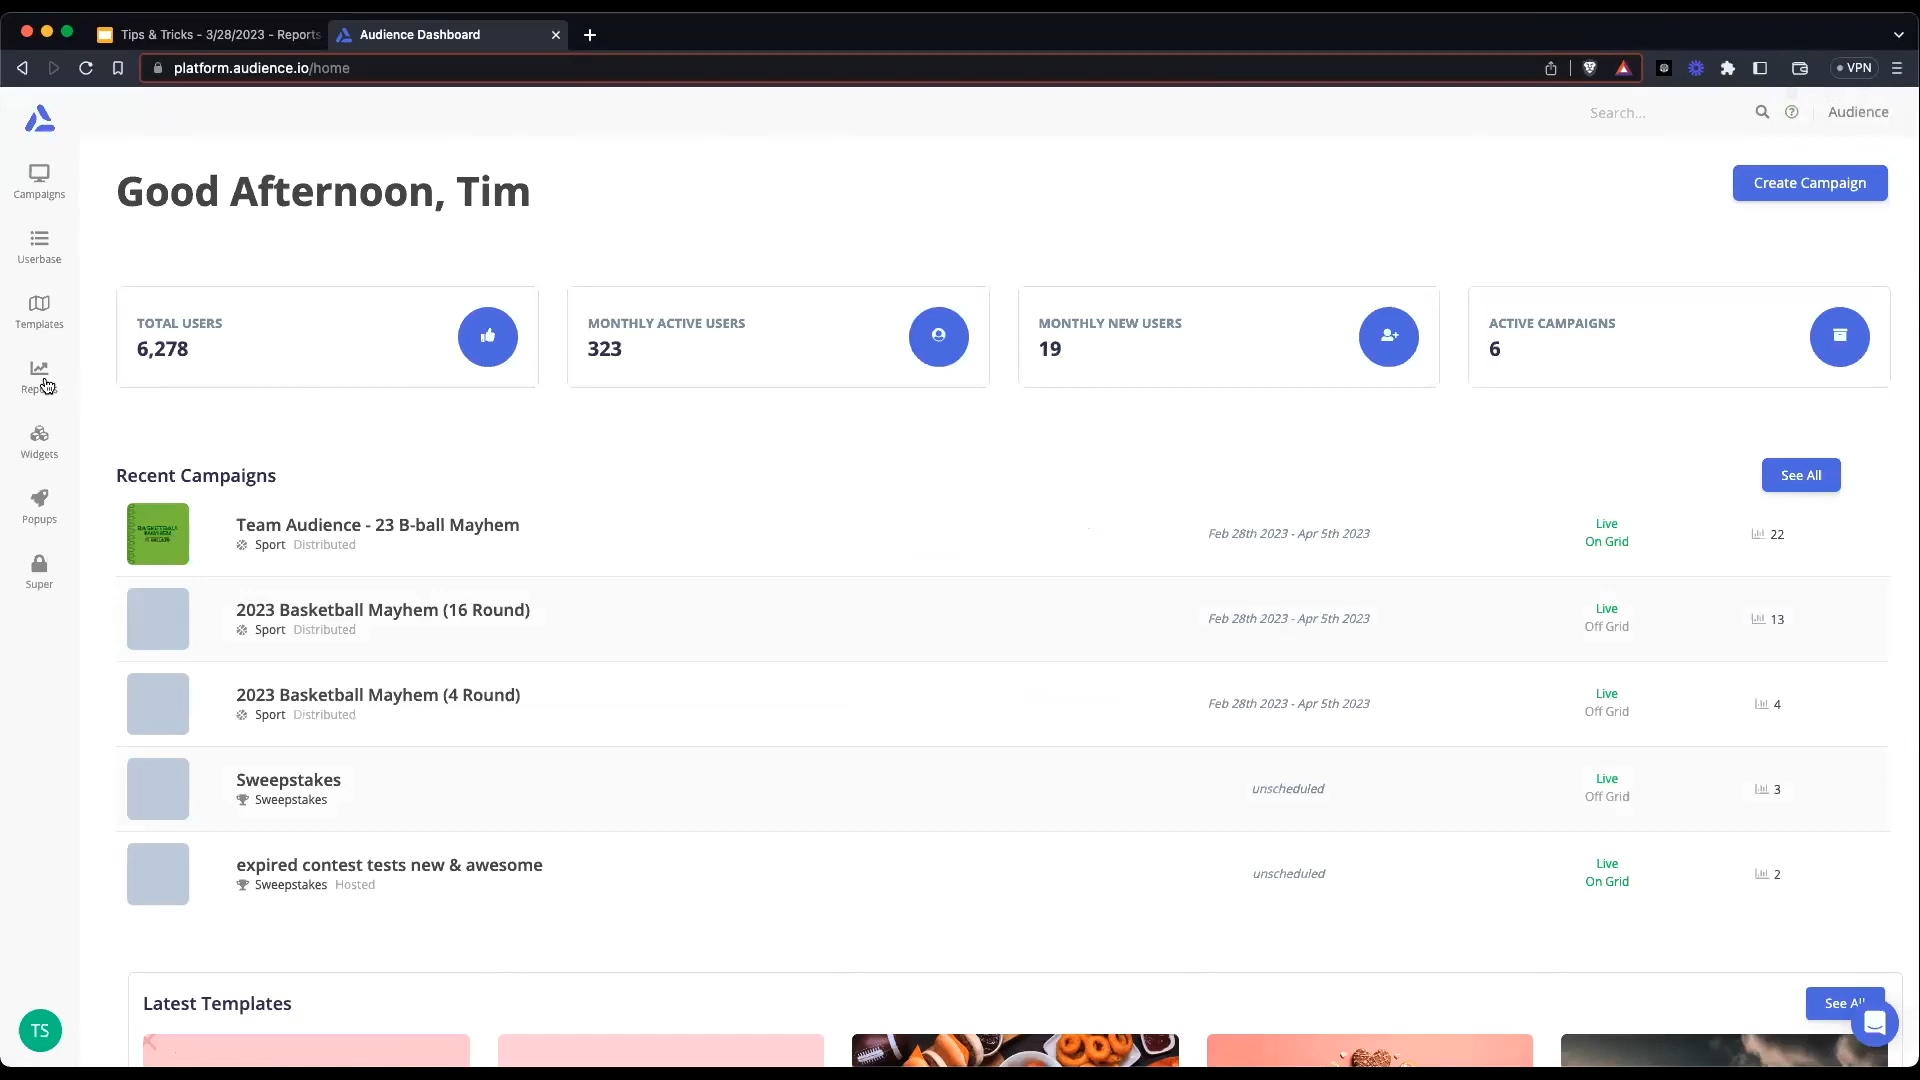 Tips & Tricks - 3/28/2023 - Reports
Audience Dashboard
platform.audience.io/home
VPN
Search...
Audience
Campaigns
Userbase
Templates
Widgets
Popups
Super
TS
Good Afternoon, Tim
Create Campaign
TOTAL USERS
6,278
MONTHLY ACTIVE USERS
323
MONTHLY NEW USERS
19
ACTIVE CAMPAIGNS
6
Recent Campaigns
See All
BASKETBALL
MAYHEM
Team Audience - 23 B-ball Mayhem
Sport Distributed
Feb 28th 2023 - Apr 5th 2023
Live
On Grid
22
2023 Basketball Mayhem (16 Round)
Sport Distributed
Feb 28th 2023 - Apr 5th 2023
Live
Off Grid
13
2023 Basketball Mayhem (4 Round)
Sport Distributed
Feb 28th 2023 - Apr 5th 2023
Live
Off Grid
4
Sweepstakes
Sweepstakes
unscheduled
Live
Off Grid
3
expired contest tests new & awesome
Sweepstakes Hosted
unscheduled
Live
On Grid
2
Latest Templates
See All